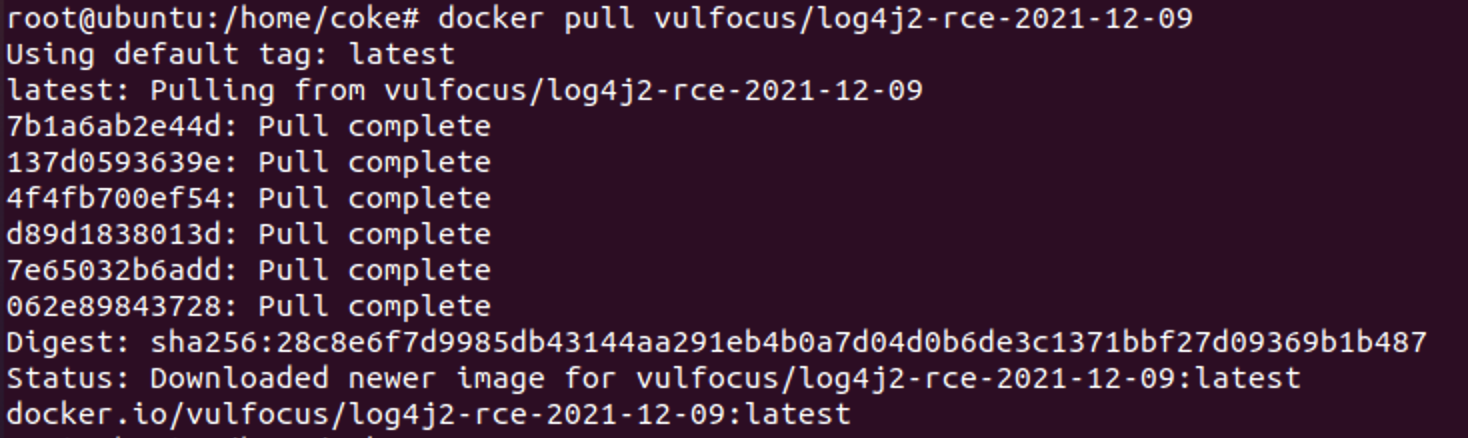 root@ubuntu:/home/coke# docker pull vulfocus/log4j2-rce-2021-12-09
Using default tag: latest
latest: Pulling from vulfocus/log4j2-rce-2021-12-09
7b1a6ab2e44d: Pull complete
137d0593639e: Pull complete
4f4fb700ef54: Pull complete
d89d1838013d: Pull complete
7e65032b6add: Pull complete
062e89843728: Pull complete
Digest: sha256:28c8e6f7d9985db43144aa291eb4b0a7d04d0b6de3c1371bbf27d09369b1b487
Status: Downloaded newer image for vulfocus/log4j2-rce-2021-12-09:latest
docker.io/vulfocus/log4j2-rce-2021-12-09:latest